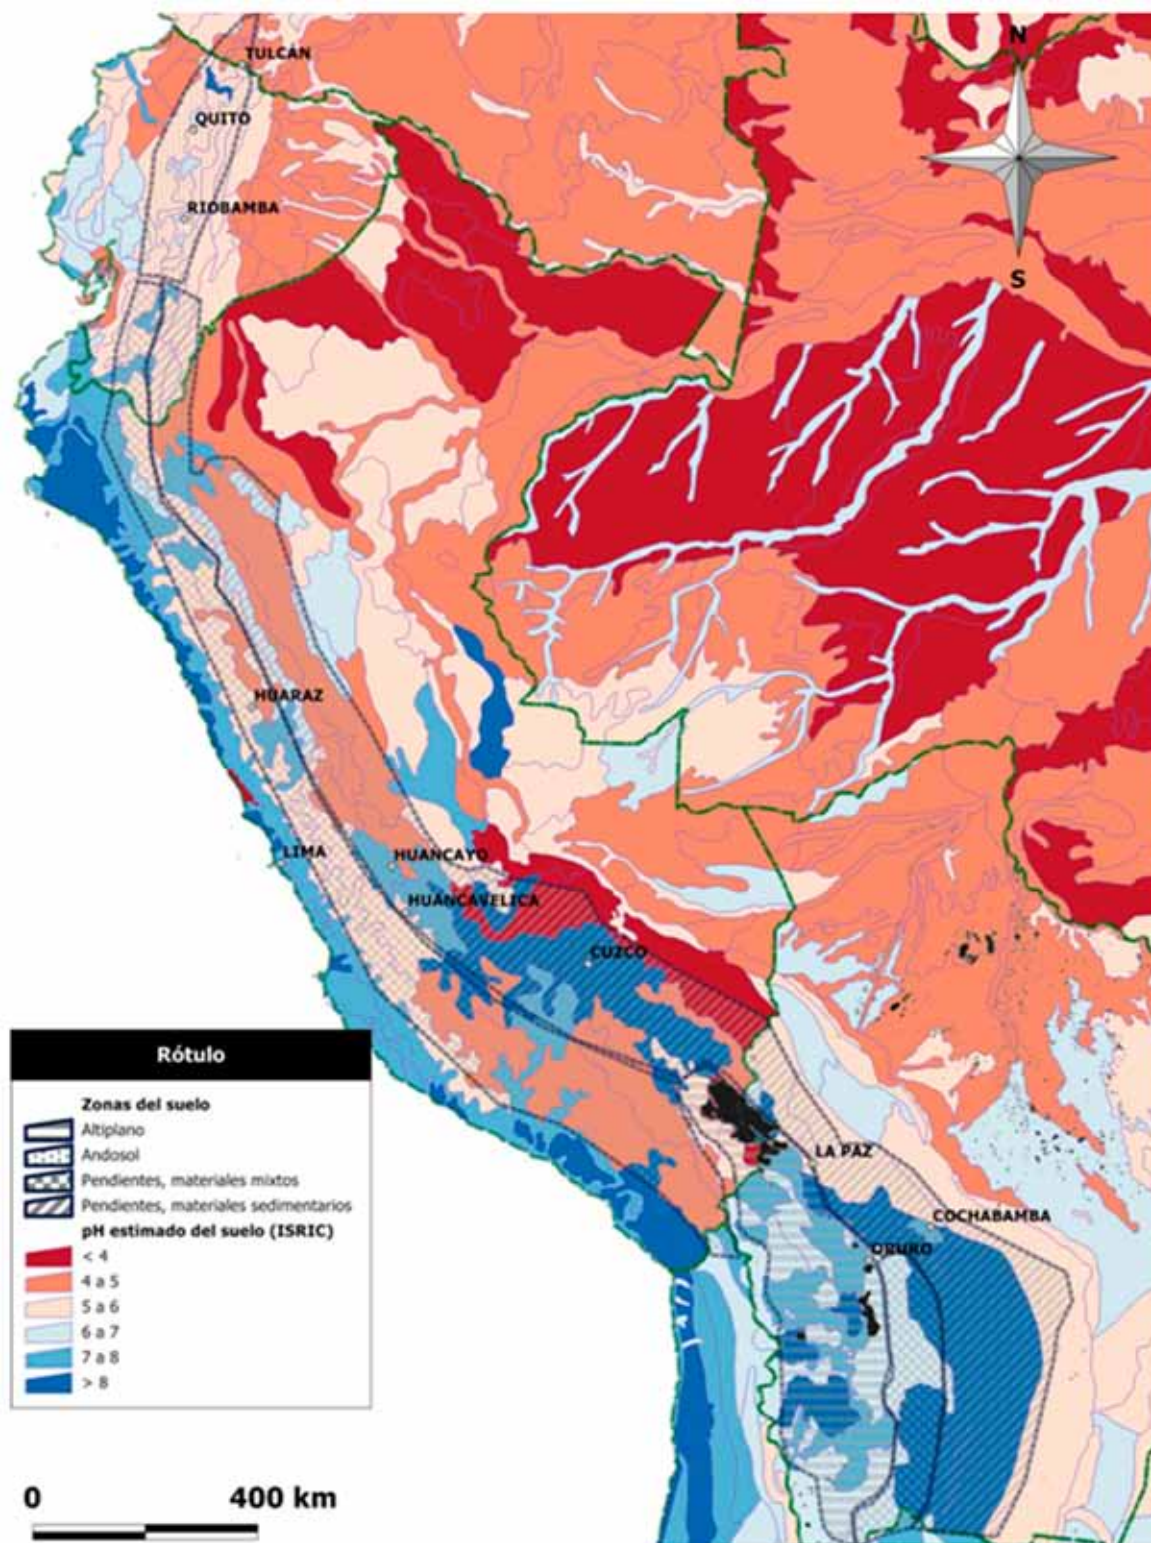 N
TULCÁN
QUITO
RIOBAMBA
S
HUARAZ
LIMA
HUANCAYO
HUANCAVELICA
CUZCO
LA PAZ
COCHABAMBA
ORURO
Rótulo
Zonas del suelo
Altiplano
Andosol
Pendientes, materiales mixtos
Pendientes, materiales sedimentarios
pH estimado del suelo (ISRIC)
< 4
4 a 5
5 a 6
6 a 7
7 a 8
> 8
0 400 km